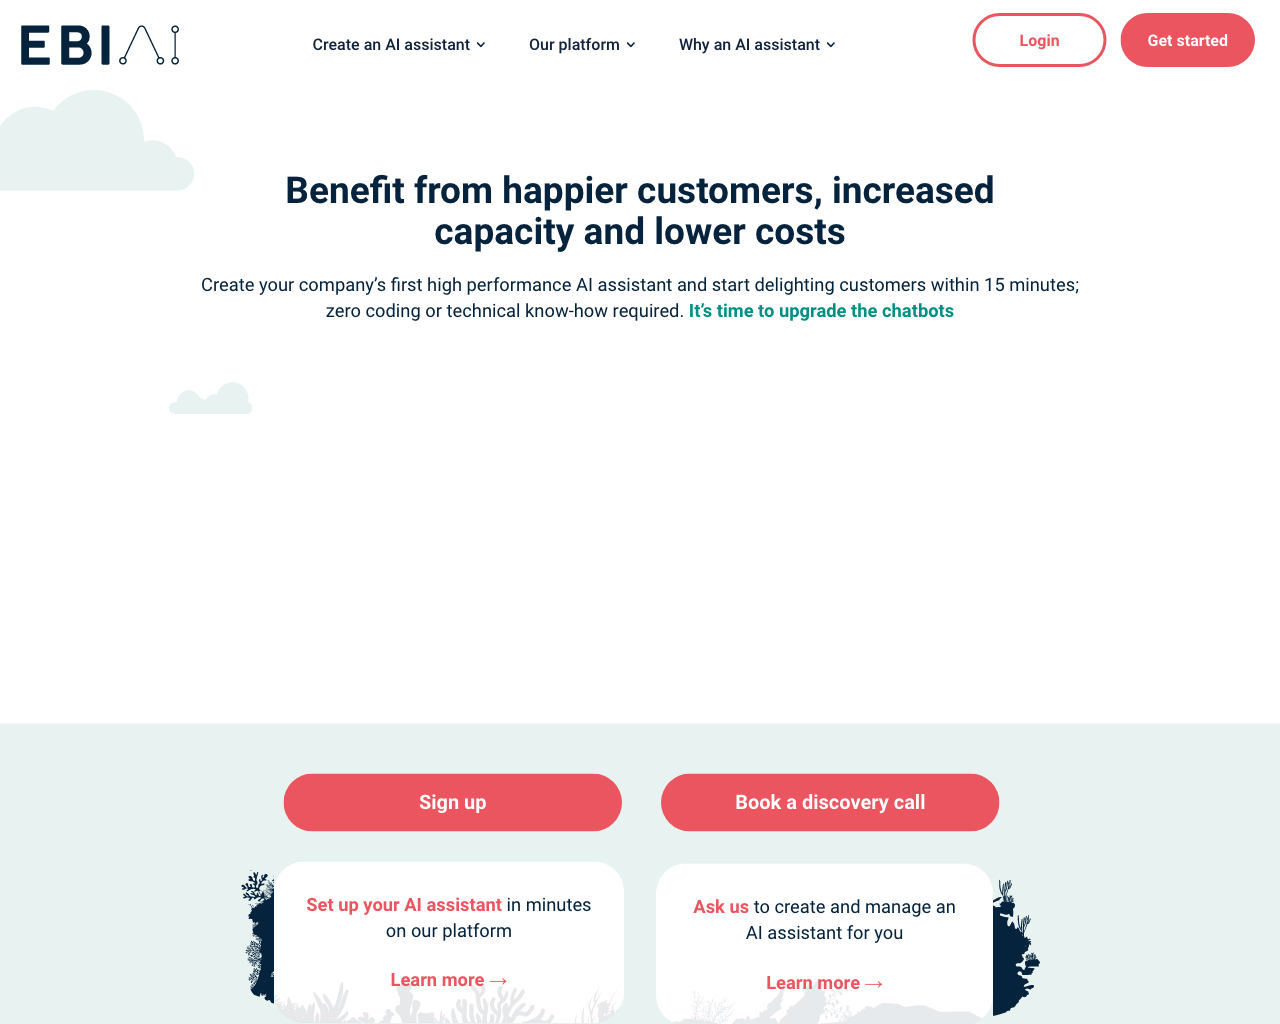 EBI AI
Create an AI assistant
Our platform
Why an AI assistant
Login
Get started
Benefit from happier customers, increased
capacity and lower costs
Create your company’s first high performance AI assistant and start delighting customers within 15 minutes;
zero coding or technical know-how required. It’s time to upgrade the chatbots
Sign up
Book a discovery call
Set up your AI assistant in minutes
on our platform
Learn more →
Ask us to create and manage an
AI assistant for you
Learn more →